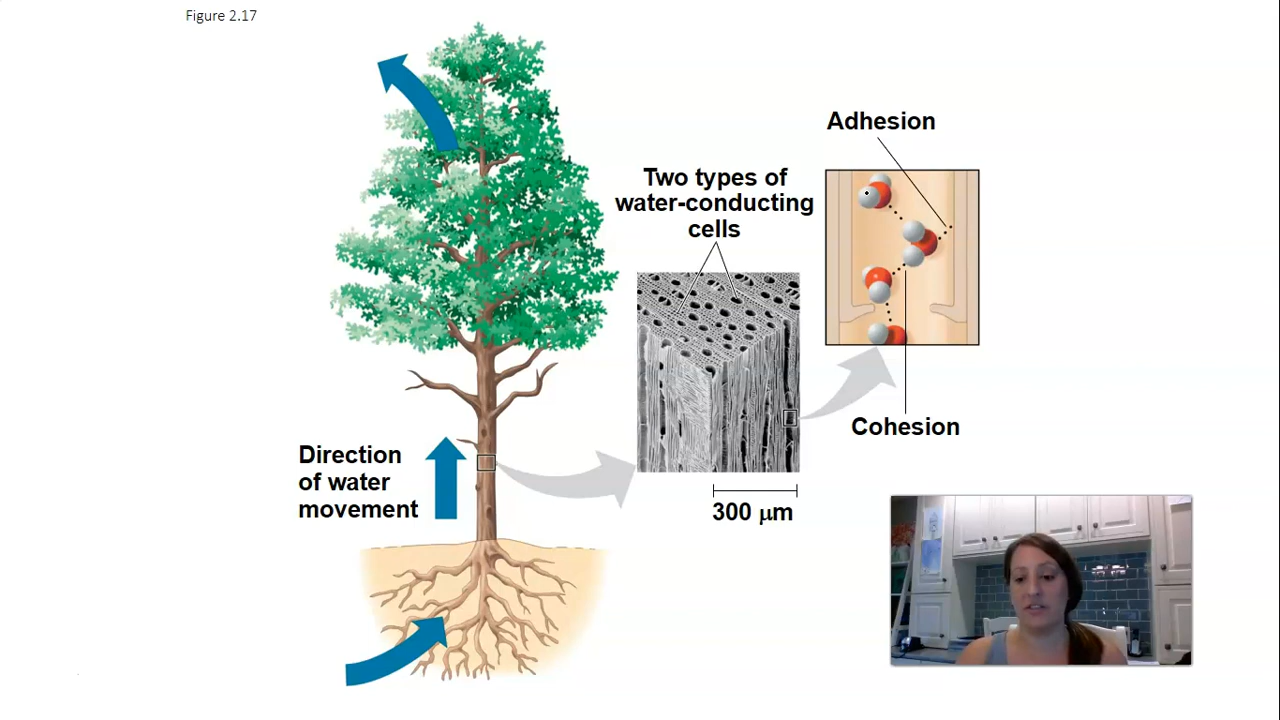 Figure 2.17
Adhesion
Two types of
water-conducting
cells
Cohesion
Direction
of water
movement
300 μm